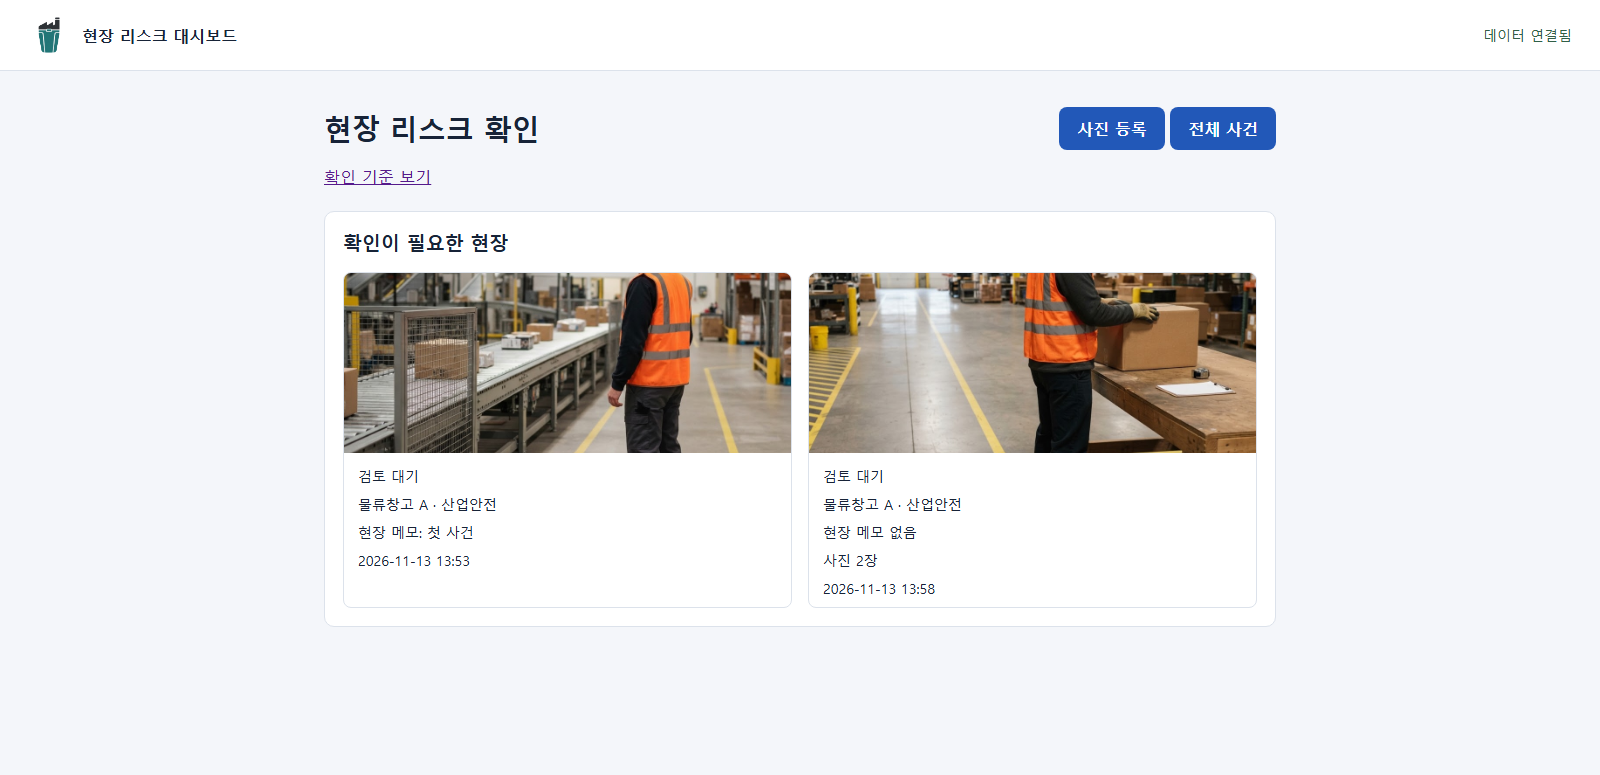 현장 리스크 대시보드
데이터 연결됨
현장 리스크 확인
사진 등록
전체 사건
확인 기준 보기
확인이 필요한 현장
검토 대기
물류창고 A · 산업안전
현장 메모: 첫 사건
2026-11-13 13:53
검토 대기
물류창고 A · 산업안전
현장 메모 없음
사진 2장
2026-11-13 13:58